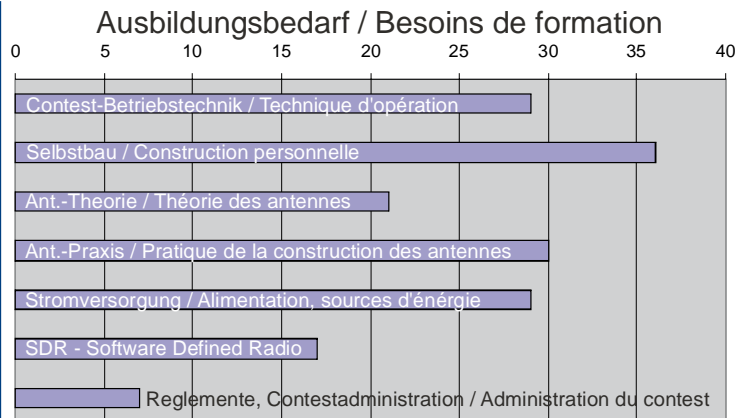 Ausbildungsbedarf / Besoins de formation
0 5 10 15 20 25 30 35 40
Contest-Betriebstechnik / Technique d'opération
Selbstbau / Construction personnelle
Ant.-Theorie / Théorie des antennes
Ant.-Praxis / Pratique de la construction des antennes
Stromversorgung / Alimentation, sources d'énérgie
SDR - Software Defined Radio
Reglemente, Contestadministration / Administration du contest